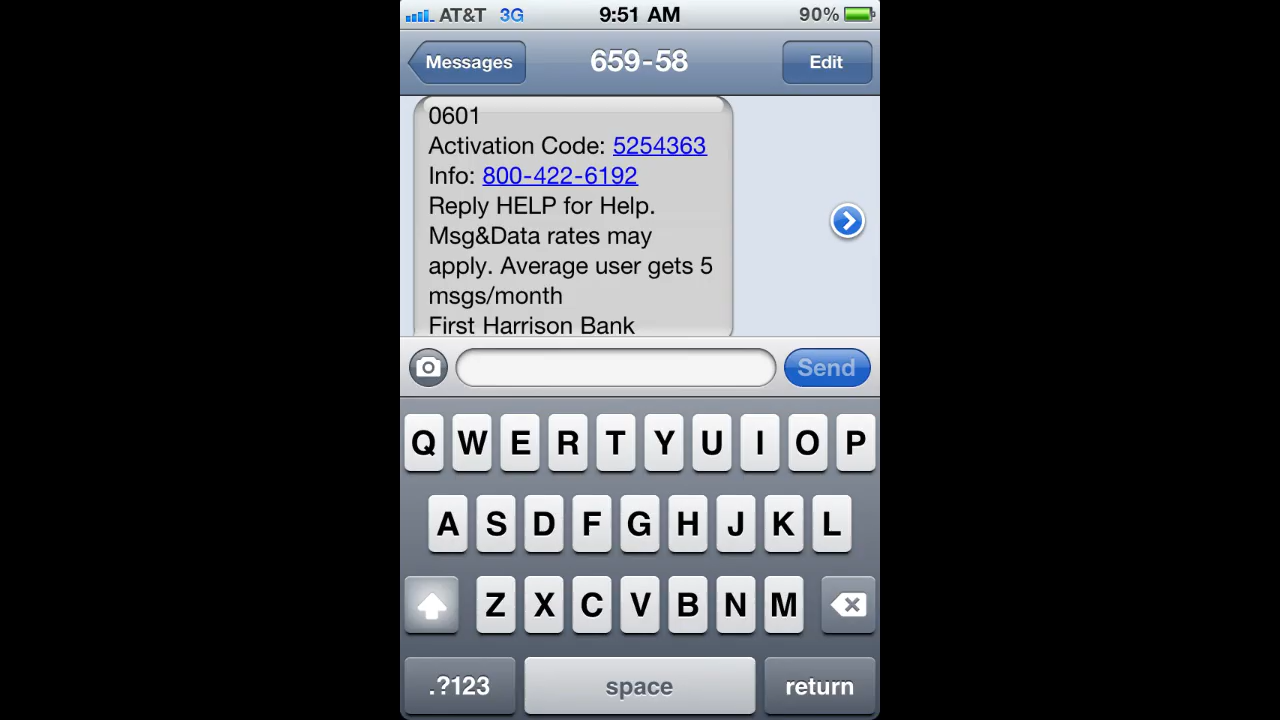 AT&T 3G 9:51 AM 90%
Messages 659-58 Edit
0601
Activation Code: 5254363
Info: 800-422-6192
Reply HELP for Help.
Msg&Data rates may
apply. Average user gets 5
msgs/month
First Harrison Bank
Send
Q W E R T Y U I O P
A S D F G H J K L
Z X C V B N M
.?123 space return